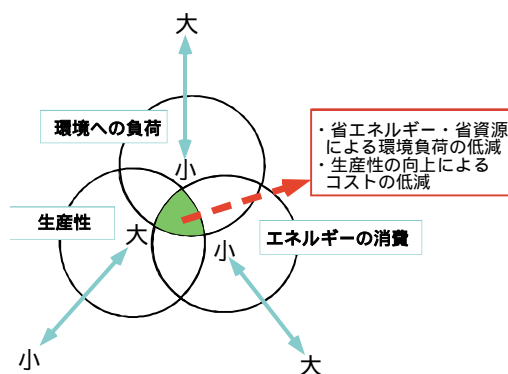 大
環境への負荷
小
・省エネルギー・省資源
による環境負荷の低減
・生産性の向上による
コストの低減
生産性
大
小
エネルギーの消費
小
大